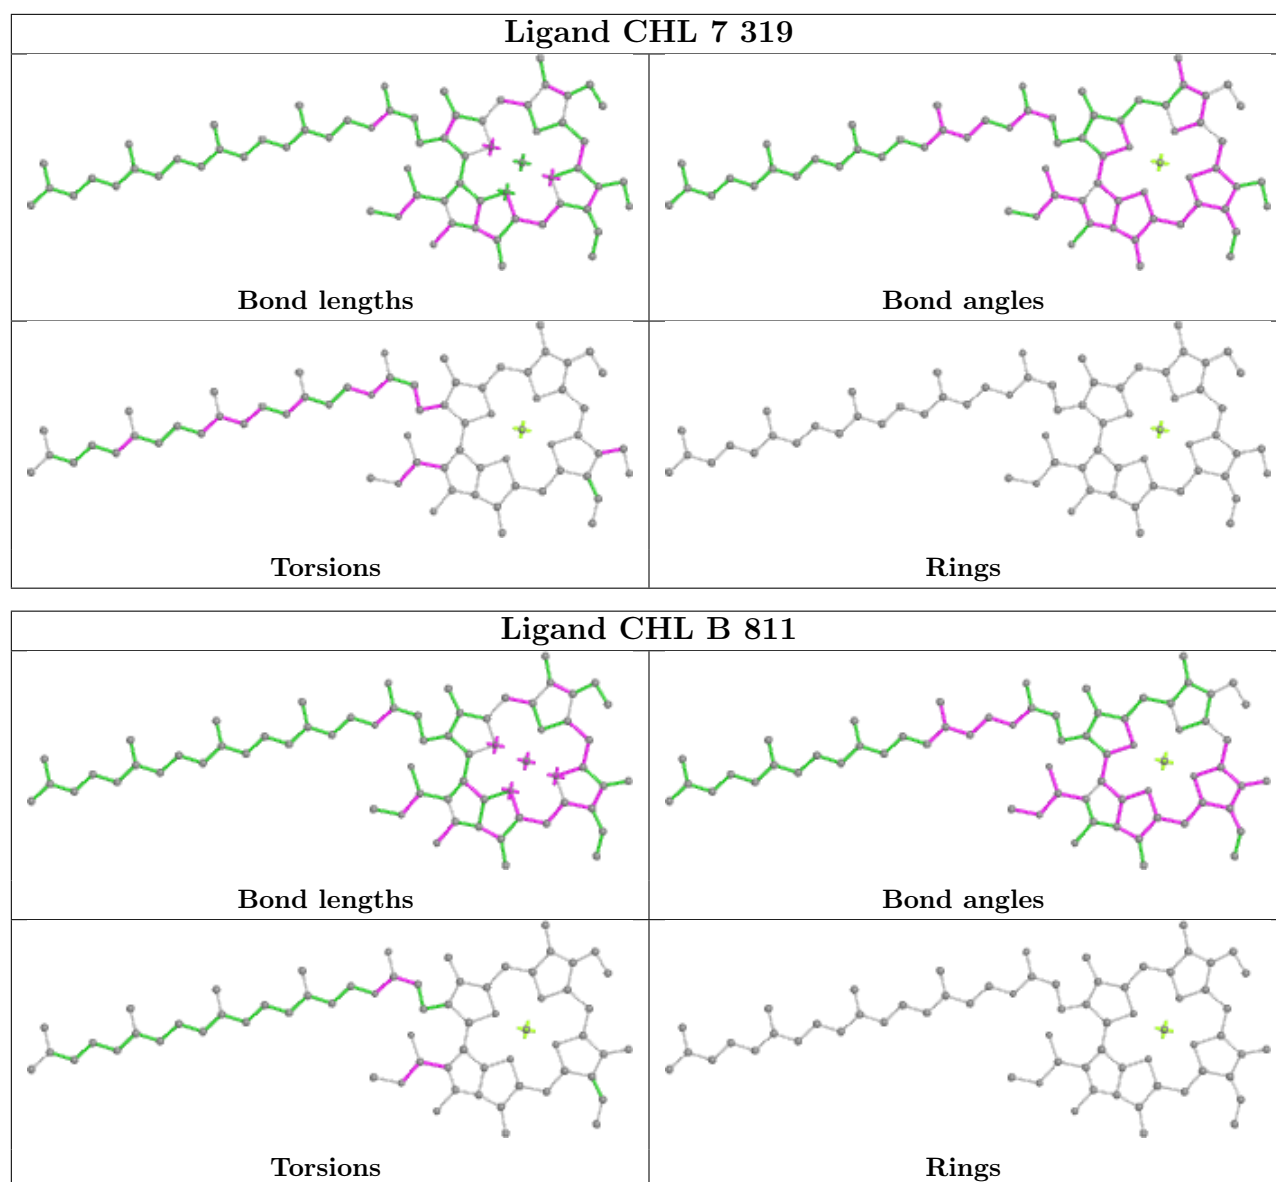 Ligand CHL 7 319
Bond lengths
Bond angles
Torsions
Rings
Ligand CHL B 811
Bond lengths
Bond angles
Torsions
Rings